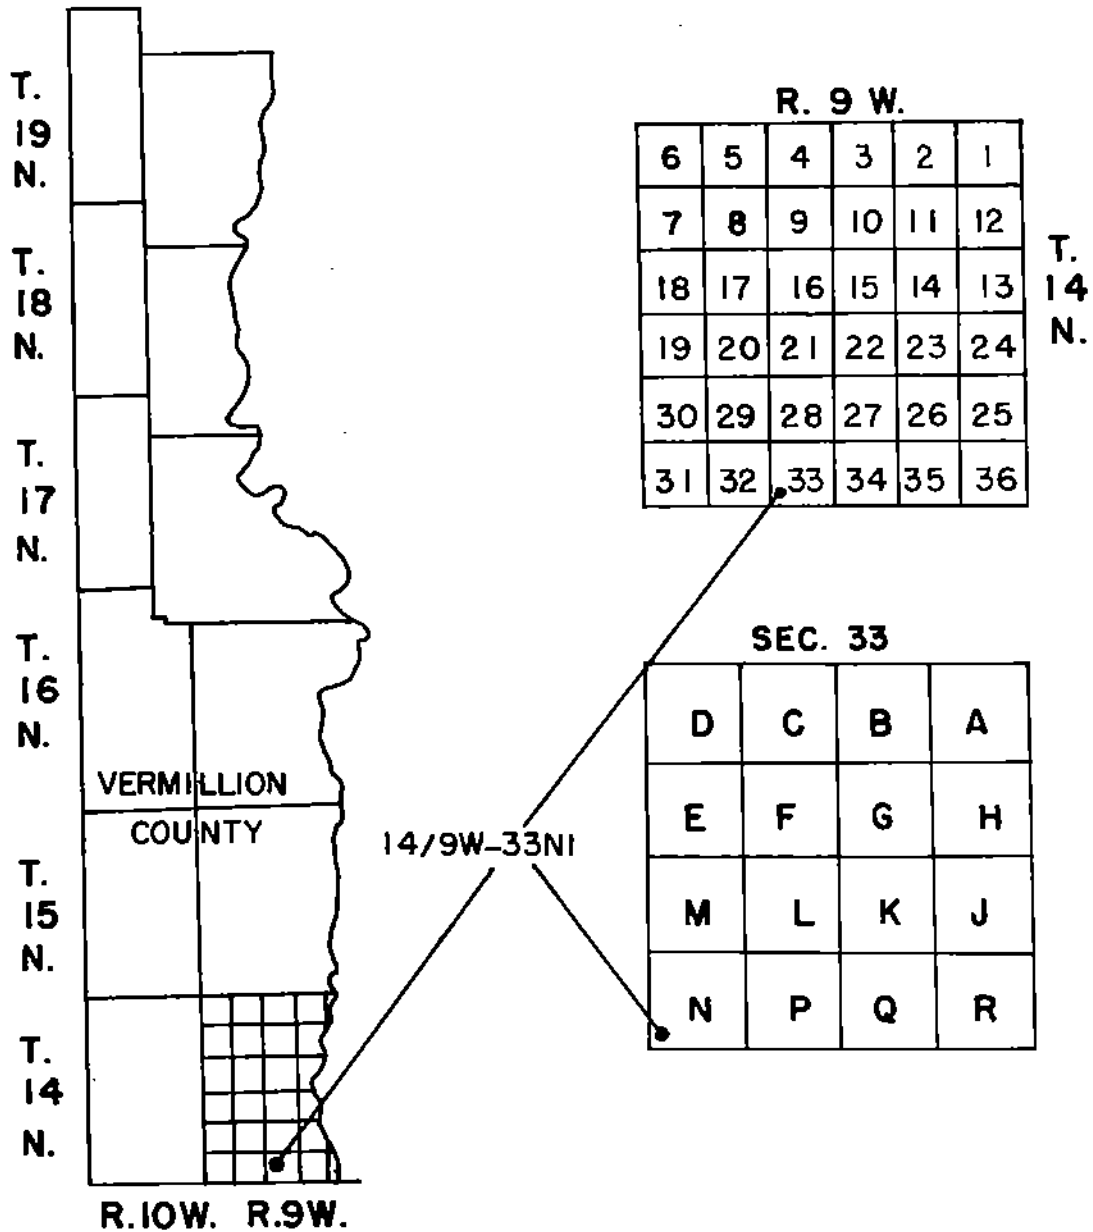 T.
19
N.
T.
18
N.
T.
17
N.
T.
16
N.
T.
15
N.
T.
14
N.
VERMILLION
COUNTY
R.10W. R.9W.
14/9W-33N1
R. 9 W.
6 5 4 3 2 1
7 8 9 10 11 12
18 17 16 15 14 13
19 20 21 22 23 24
30 29 28 27 26 25
31 32 33 34 35 36
T.
14
N.
SEC. 33
D C B A
E F G H
M L K J
N P Q R